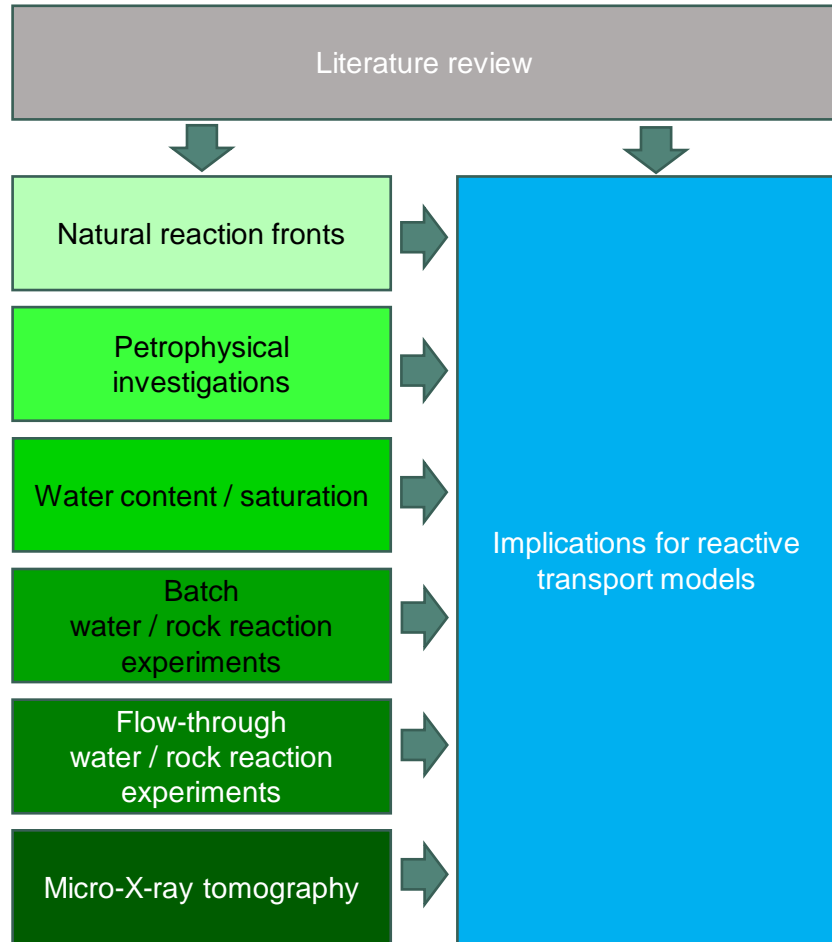 Literature review
Natural reaction fronts
Petrophysical
investigations
Water content / saturation
Batch
water / rock reaction
experiments
Flow-through
water / rock reaction
experiments
Micro-X-ray tomography
Implications for reactive
transport models